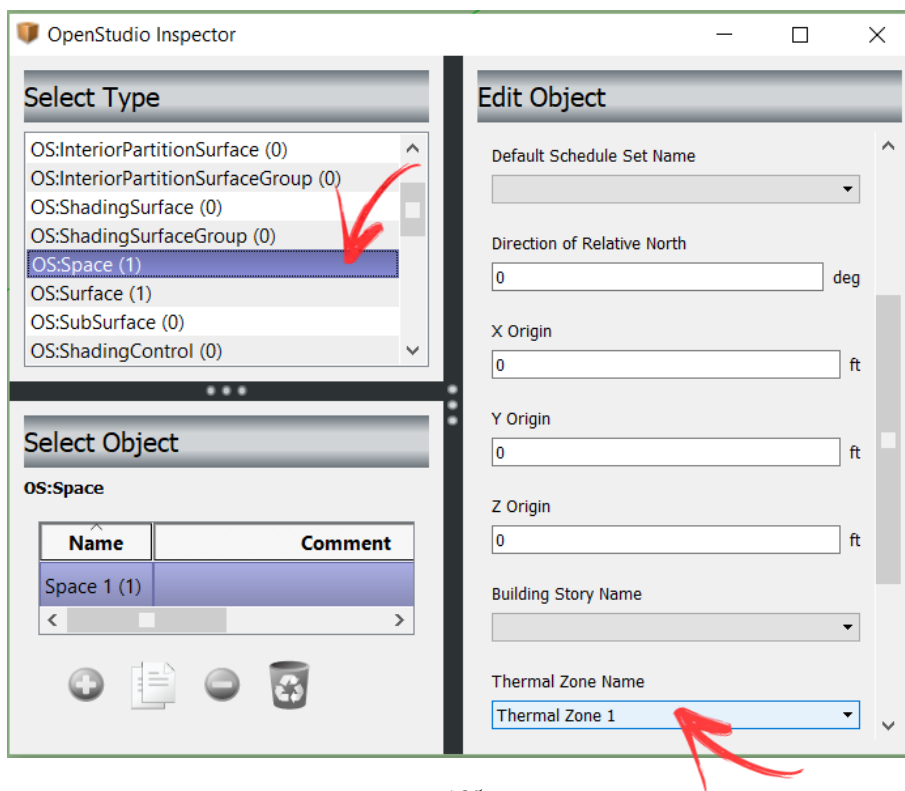 OpenStudio Inspector
Select Type
OS:InteriorPartitionSurface (0)
OS:InteriorPartitionSurfaceGroup (0)
OS:ShadingSurface (0)
OS:ShadingSurfaceGroup (0)
OS:Space (1)
OS:Surface (1)
OS:SubSurface (0)
OS:ShadingControl (0)
Select Object
OS:Space
Name Comment
Space 1 (1)
Edit Object
Default Schedule Set Name
Direction of Relative North
0 deg
X Origin
0 ft
Y Origin
0 ft
Z Origin
0 ft
Building Story Name
Thermal Zone Name
Thermal Zone 1